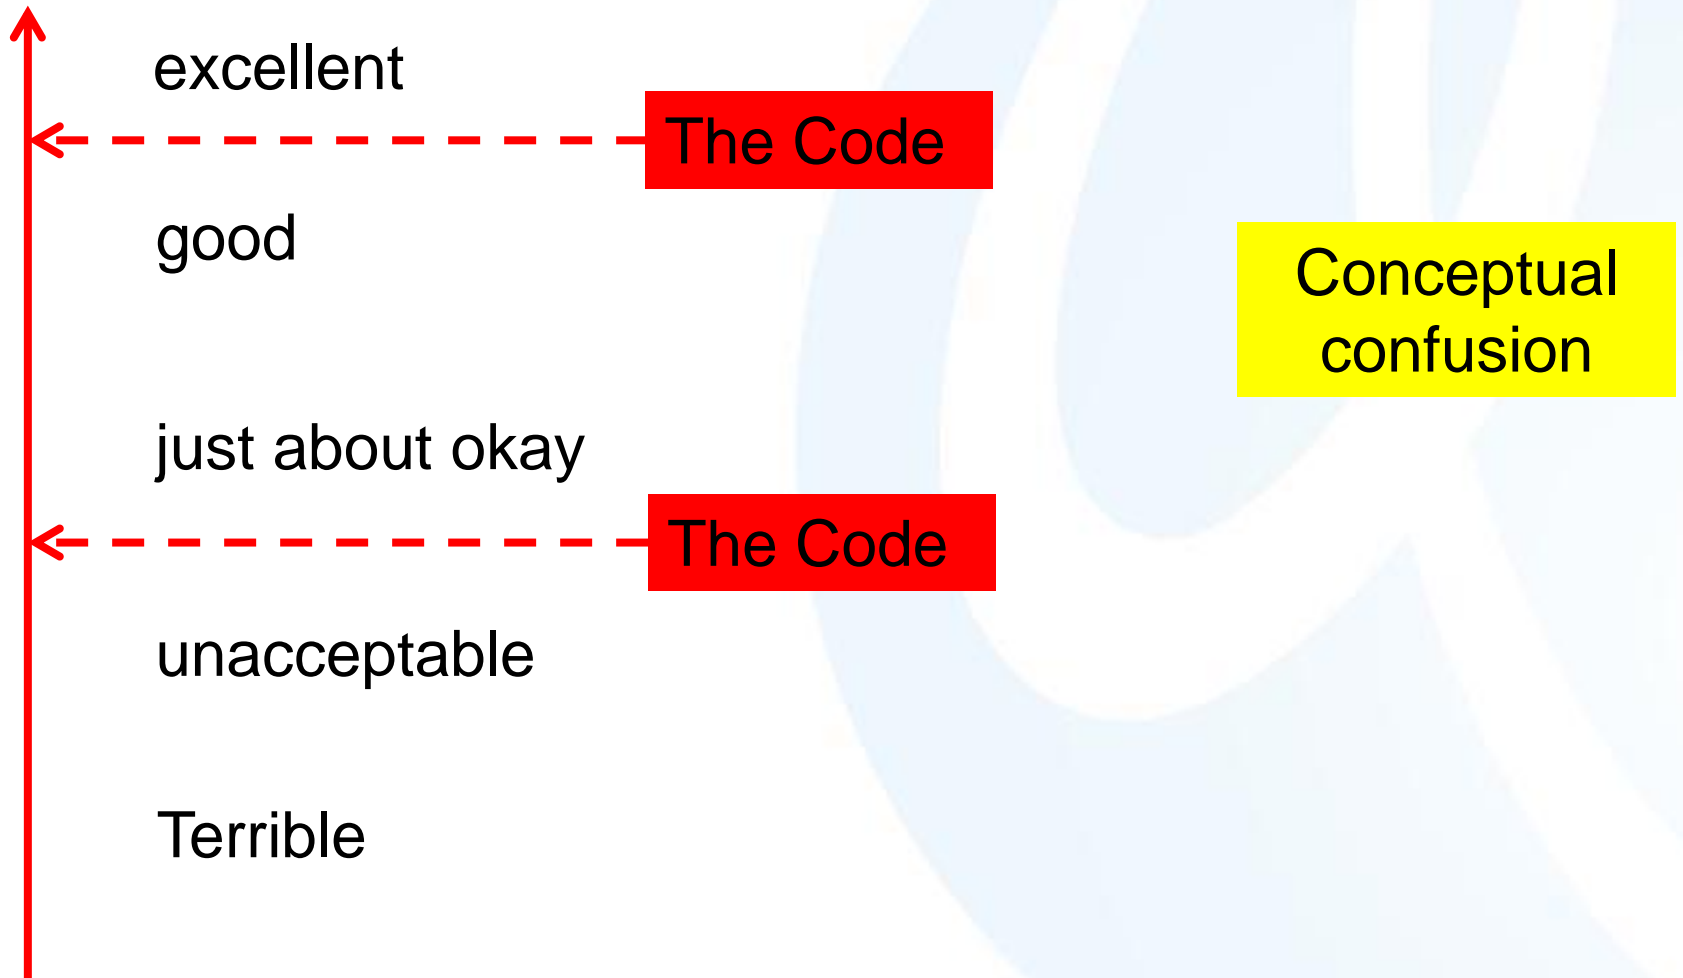 excellent
The Code
good
Conceptual
confusion
just about okay
The Code
unacceptable
Terrible